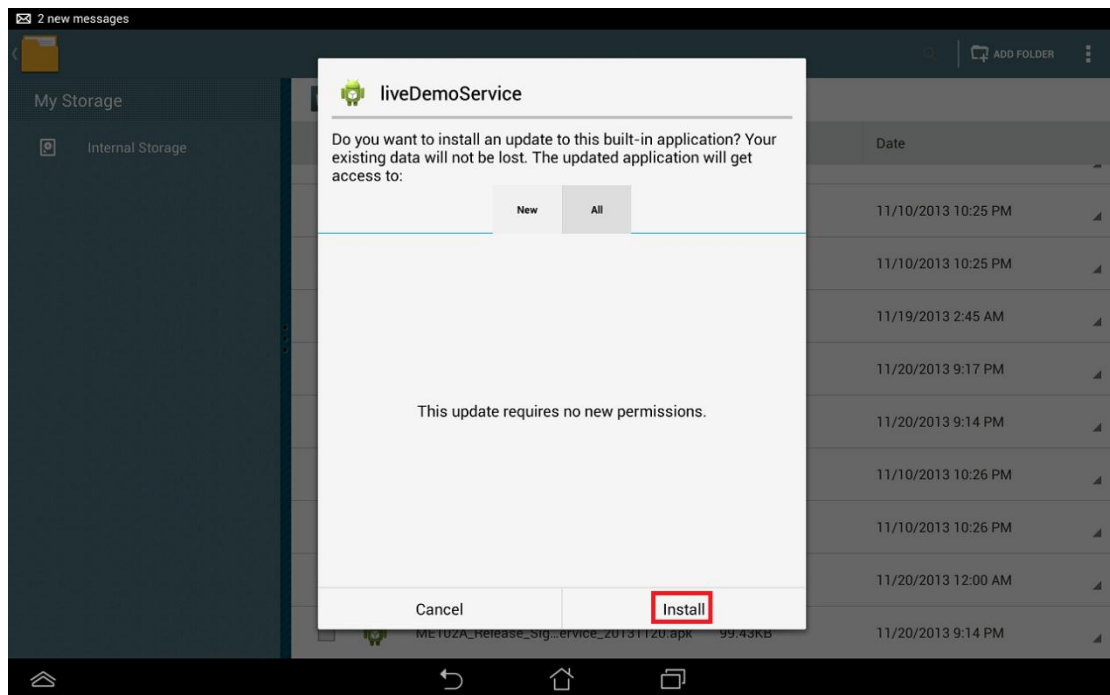 2 new messages
ADD FOLDER
My Storage
Internal Storage
liveDemoService
Do you want to install an update to this built-in application? Your
existing data will not be lost. The updated application will get
access to:
New All
Date
11/10/2013 10:25 PM
11/10/2013 10:25 PM
11/19/2013 2:45 AM
11/20/2013 9:17 PM
This update requires no new permissions.
11/20/2013 9:14 PM
11/10/2013 10:26 PM
11/10/2013 10:26 PM
11/20/2013 12:00 AM
Cancel Install
ME102A_Release_Sig...ervice_20131120.apk 99.43KB 11/20/2013 9:14 PM